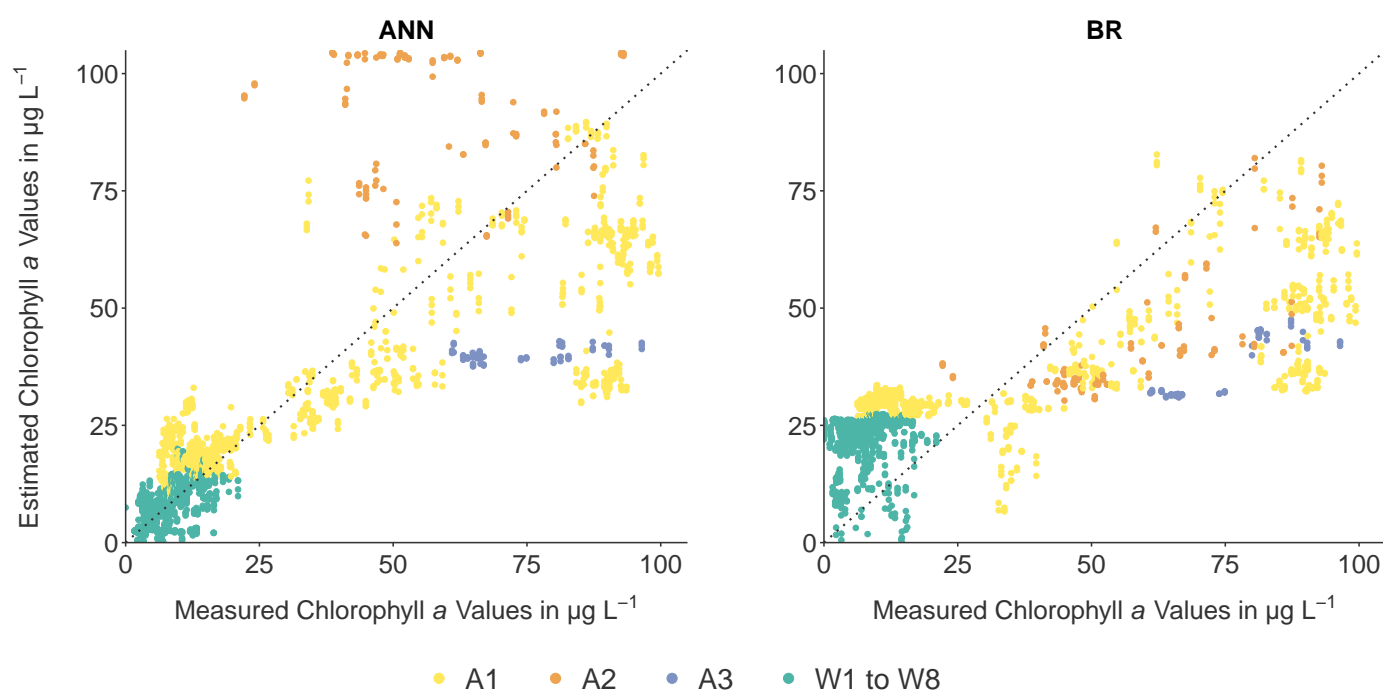 ANN
BR
Estimated Chlorophyll a Values in µg L⁻¹
100
75
50
25
0
0 25 50 75 100
Measured Chlorophyll a Values in µg L⁻¹
100
75
50
25
0
0 25 50 75 100
Measured Chlorophyll a Values in µg L⁻¹
A1 A2 A3 W1 to W8